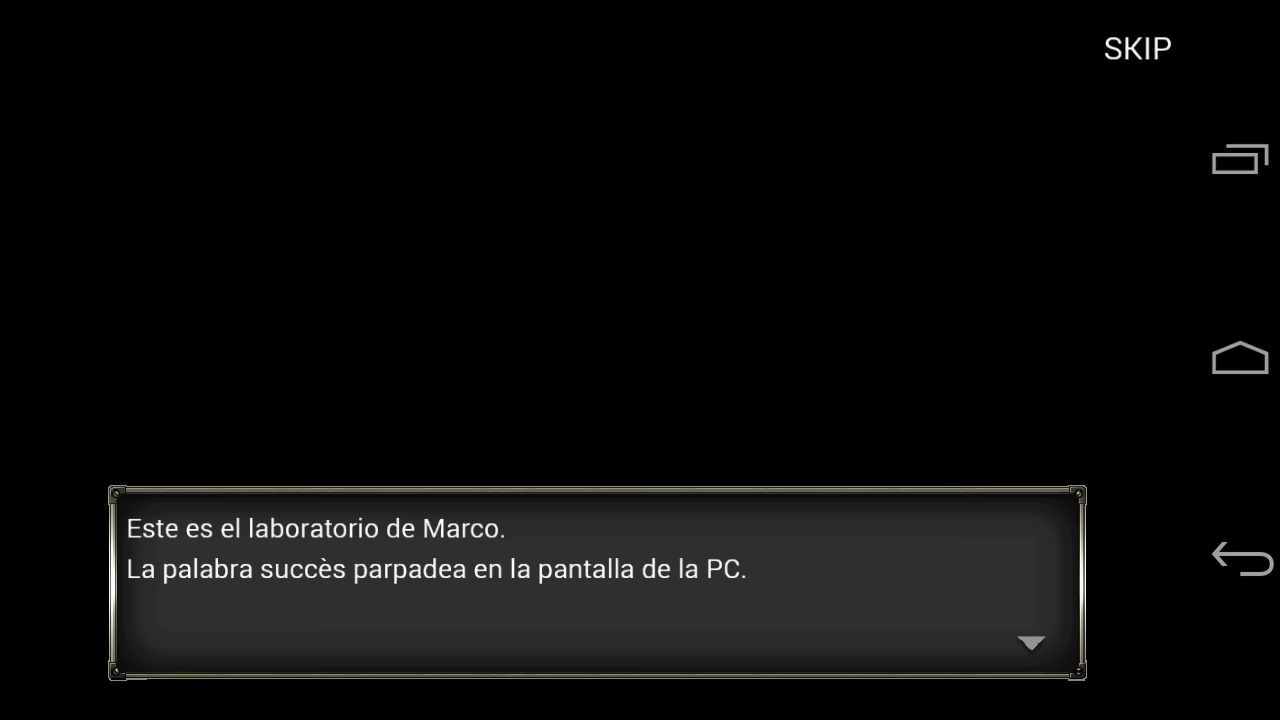 SKIP
Este es el laboratorio de Marco.
La palabra succès parpadea en la pantalla de la PC.